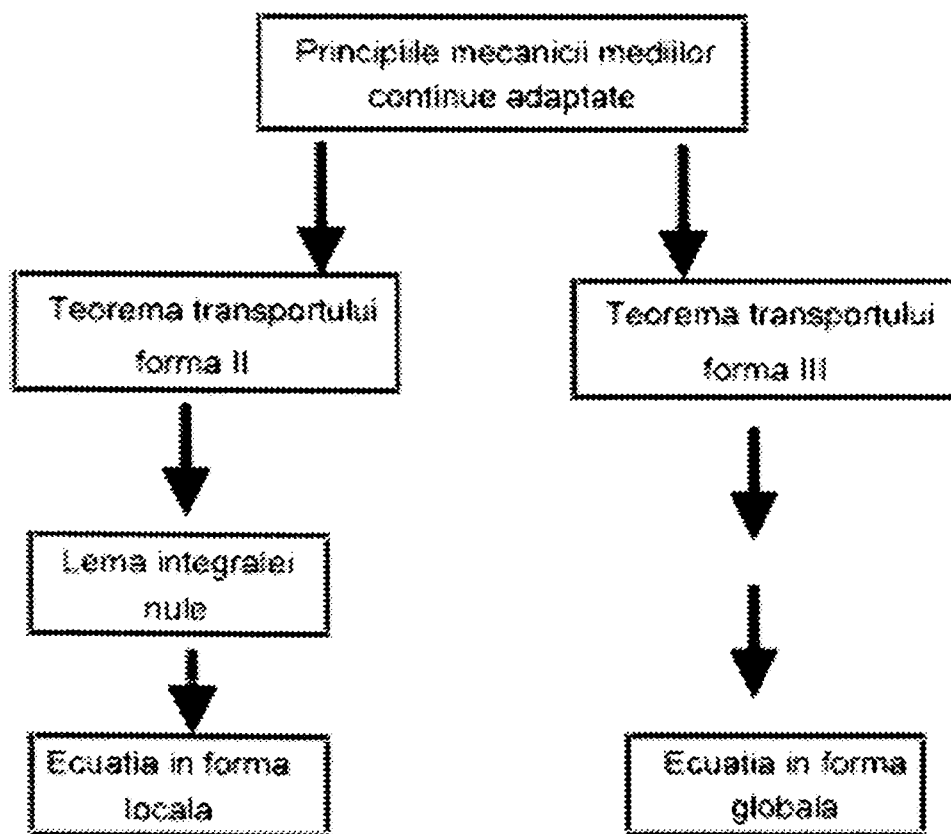 Principiile mecanicii mediilor
continue adaptate
Teorema transportului
forma II
Teorema transportului
forma III
Lema integralei
nule
Ecuatia in forma
locala
Ecuatia in forma
globala